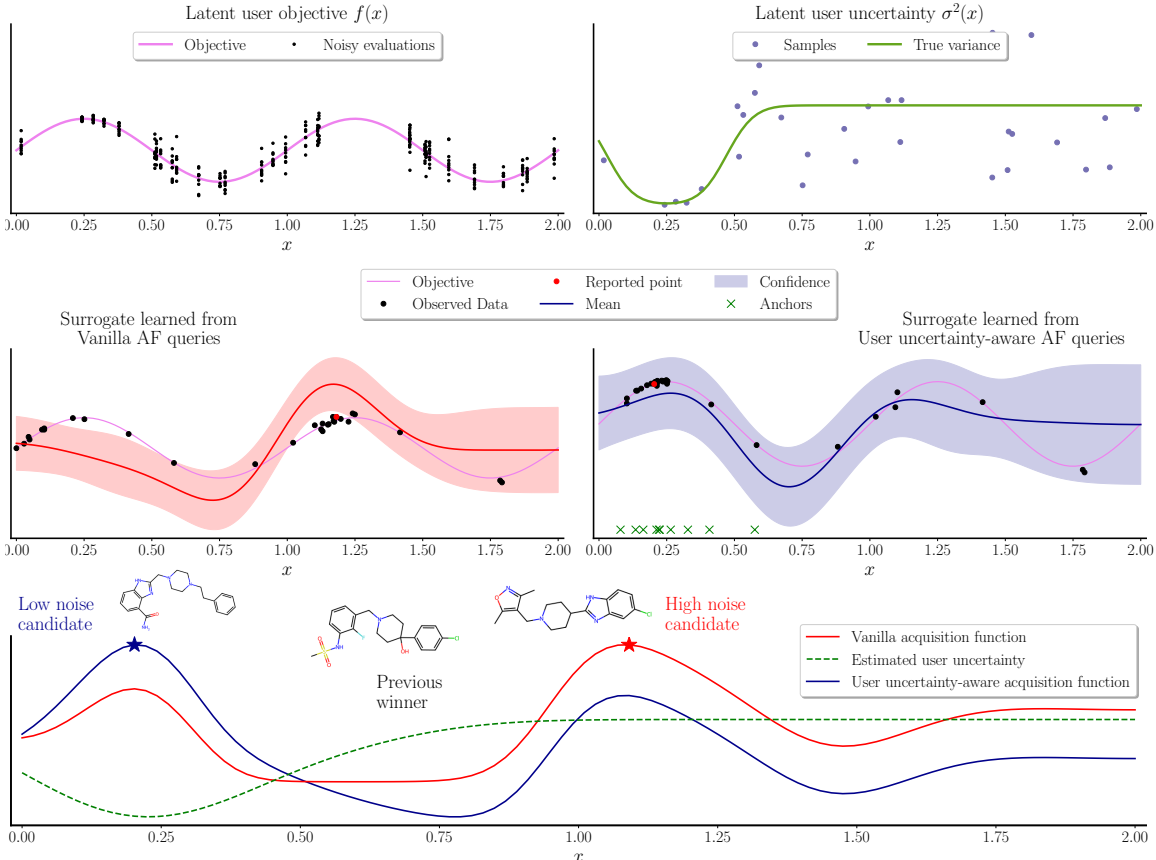 Latent user objective f(x)
Objective
Noisy evaluations
0.00 0.25 0.50 0.75 1.00 1.25 1.50 1.75 2.00
x
Latent user uncertainty σ²(x)
Samples
True variance
0.00 0.25 0.50 0.75 1.00 1.25 1.50 1.75 2.00
x
Objective
Reported point
Confidence
Observed Data
Mean
Anchors
Surrogate learned from
Vanilla AF queries
0.00 0.25 0.50 0.75 1.00 1.25 1.50 1.75 2.00
x
Surrogate learned from
User uncertainty-aware AF queries
0.00 0.25 0.50 0.75 1.00 1.25 1.50 1.75 2.00
x
Low noise
candidate
Previous
winner
High noise
candidate
Vanilla acquisition function
Estimated user uncertainty
User uncertainty-aware acquisition function
0.00 0.25 0.50 0.75 1.00 1.25 1.50 1.75 2.00
x